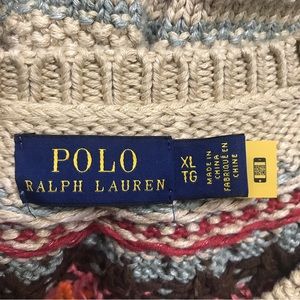 POLO
RALPH LAUREN
XL
TG
MADE IN
CHINA
FABRIQUÉ EN
CHINE